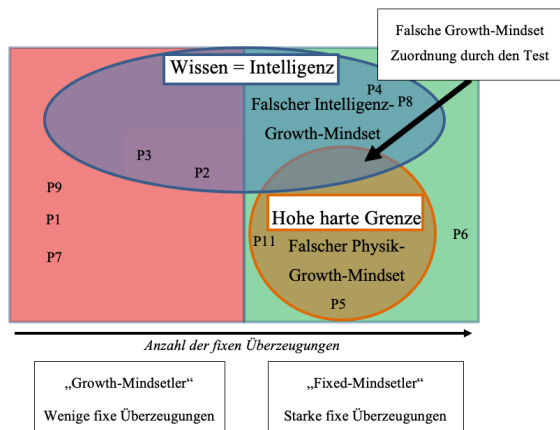 Falsche Growth-Mindset
Zuordnung durch den Test
Wissen = Intelligenz
P4
Falscher Intelligenz-
P8
Growth-Mindset
P3
P2
P9
P1
P7
Hohe harte Grenze
P11
Falscher Physik-
Growth-Mindset
P6
P5
Anzahl der fixen Überzeugungen
„Growth-Mindsetler“
Wenige fixe Überzeugungen
„Fixed-Mindsetler“
Starke fixe Überzeugungen